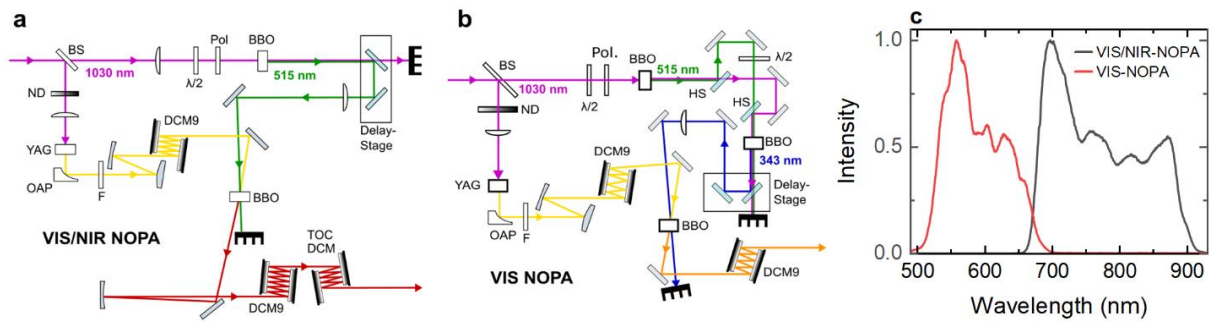 a
BS
Pol
BBO
1030 nm
λ/2
515 nm
ND
DCM9
Delay-
Stage
YAG
OAP
F
BBO
VIS/NIR NOPA
TOC
DCM
DCM9
b
BS
Pol.
BBO
515 nm
λ/2
1030 nm
λ/2
HS
HS
ND
BBO
DCM9
343 nm
YAG
Delay-
Stage
OAP
F
BBO
VIS NOPA
DCM9
c
1.0
VIS/NIR-NOPA
VIS-NOPA
Intensity
0.5
0.0
500 600 700 800 900
Wavelength (nm)